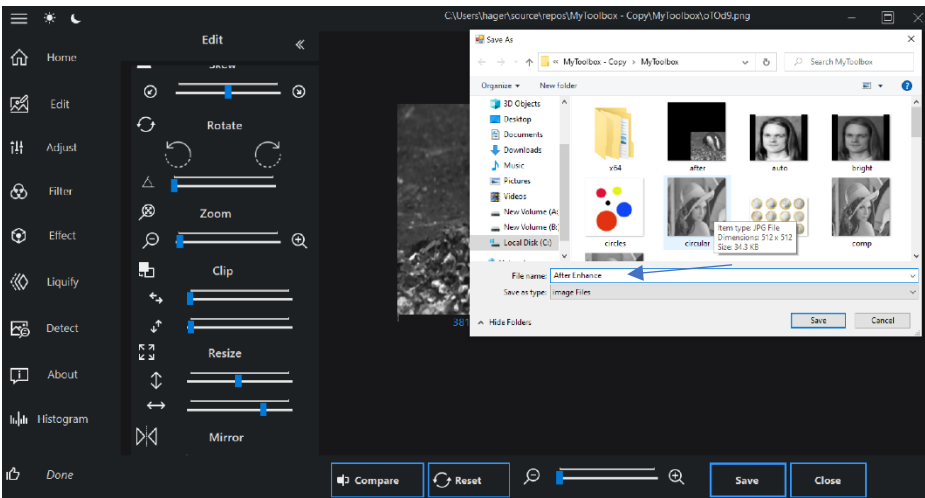 C:\Users\hager\source\repos\MyToolbox - Copy\MyToolbox\oTOd9.png
Home
Edit
Adjust
Filter
Effect
Liquify
Detect
About
Histogram
Done
Edit
Skew
Rotate
Zoom
Clip
Resize
Mirror
381
Save As
« MyToolbox - Copy › MyToolbox
Search MyToolbox
Organize
New folder
3D Objects
Desktop
Documents
Downloads
Music
Pictures
Videos
New Volume (A:
New Volume (B:
Local Disk (C:)
x64
after
auto
bright
circles
circular
comp
Item type: JPG File
Dimensions: 512 x 512
Size: 34.3 KB
File name: After Enhance
Save as type: image Files
Hide Folders
Save
Cancel
Compare
Reset
Save
Close